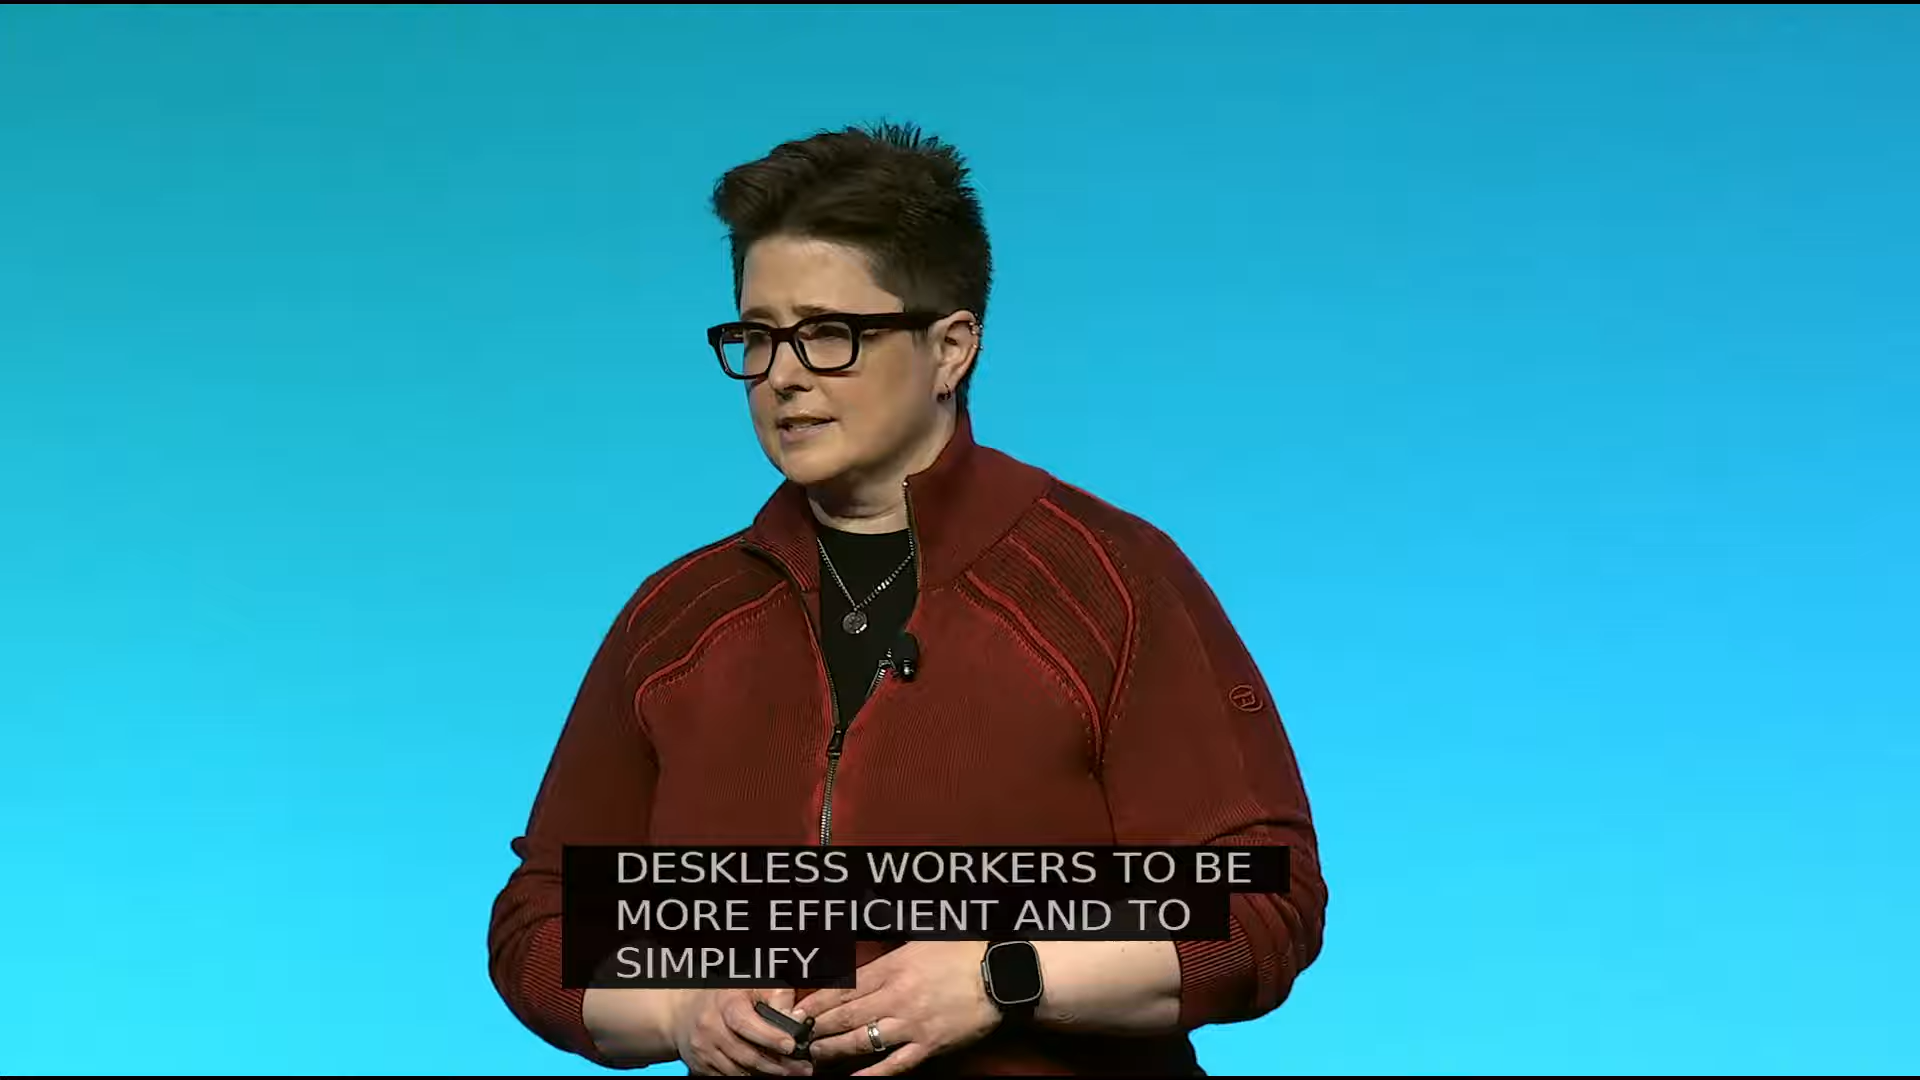 DESKLESS WORKERS TO BE
MORE EFFICIENT AND TO
SIMPLIFY